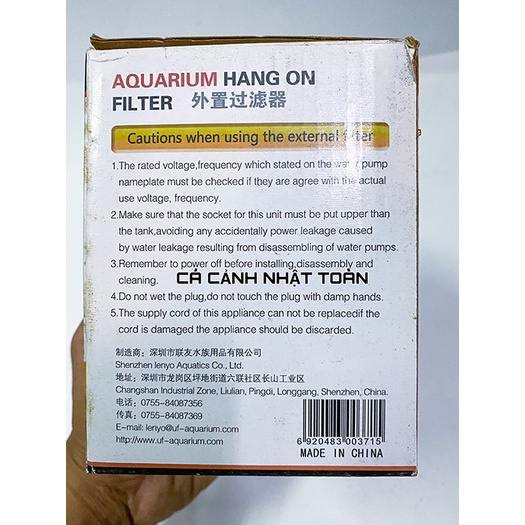 AQUARIUM HANG ON
FILTER 外置过滤器
Cautions when using the external filter
1.The rated voltage,frequency which stated on the water pump
nameplate must be checked if they are agree with the actual
use voltage, frequency.
2.Make sure that the socket for this unit must be put upper than
the tank,avoiding any accidentally power leakage caused
by water leakage resulting from disassembling of water pumps.
3.Remember to power off before installing,disassembly and
cleaning.
CÁ CẢNH NHẬT TOÀN
4.Do not wet the plug,do not touch the plug with damp hands.
5.The supply cord of this appliance can not be replacedif the
cord is damaged the appliance should be discarded.
制造商：深圳市联友水族用品有限公司
Shenzhen lenyo Aquatics Co., Ltd.
地址：深圳市龙岗区坪地街道六联社区长山工业区
Changshan Industrial Zone, Liulian, Pingdi, Longgang, Shenzhen, China.
电话：0755-84087356
传真：0755-84087369
E-mail: lenyo@uf-aquarium.com
http://www.uf-aquarium.com
6 920483 003715
MADE IN CHINA